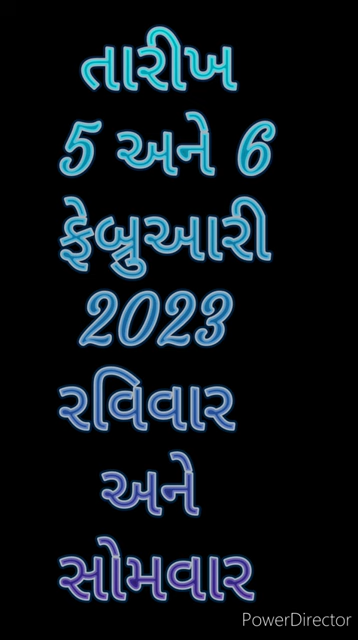 તારીખ
5 અને 6
ફેબ્રુઆરી
2023
રવિવાર
અને
સોમવાર
PowerDirector